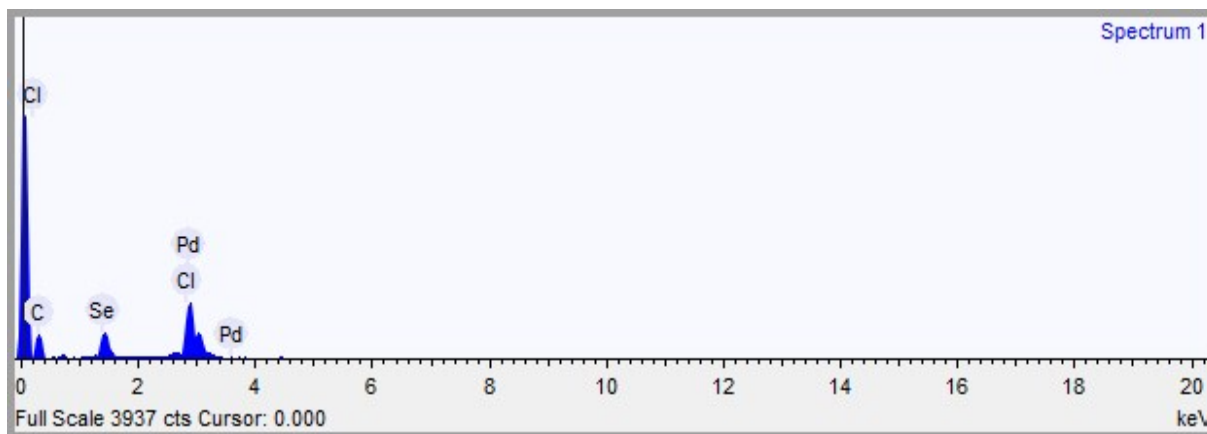 Spectrum 1
Cl
Pd
Cl
C
Se
Pd
0 2 4 6 8 10 12 14 16 18 20
Full Scale 3937 cts Cursor: 0.000 keV